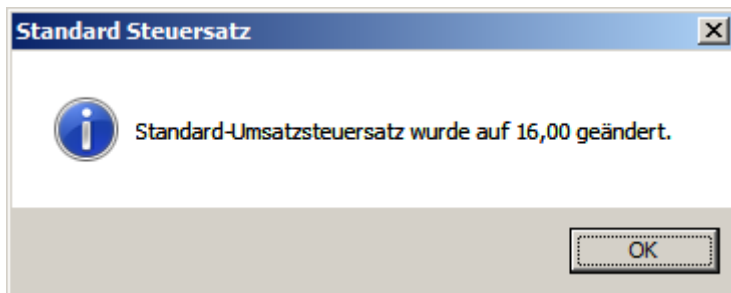 Standard Steuersatz
Standard-Umsatzsteuersatz wurde auf 16,00 geändert.
OK